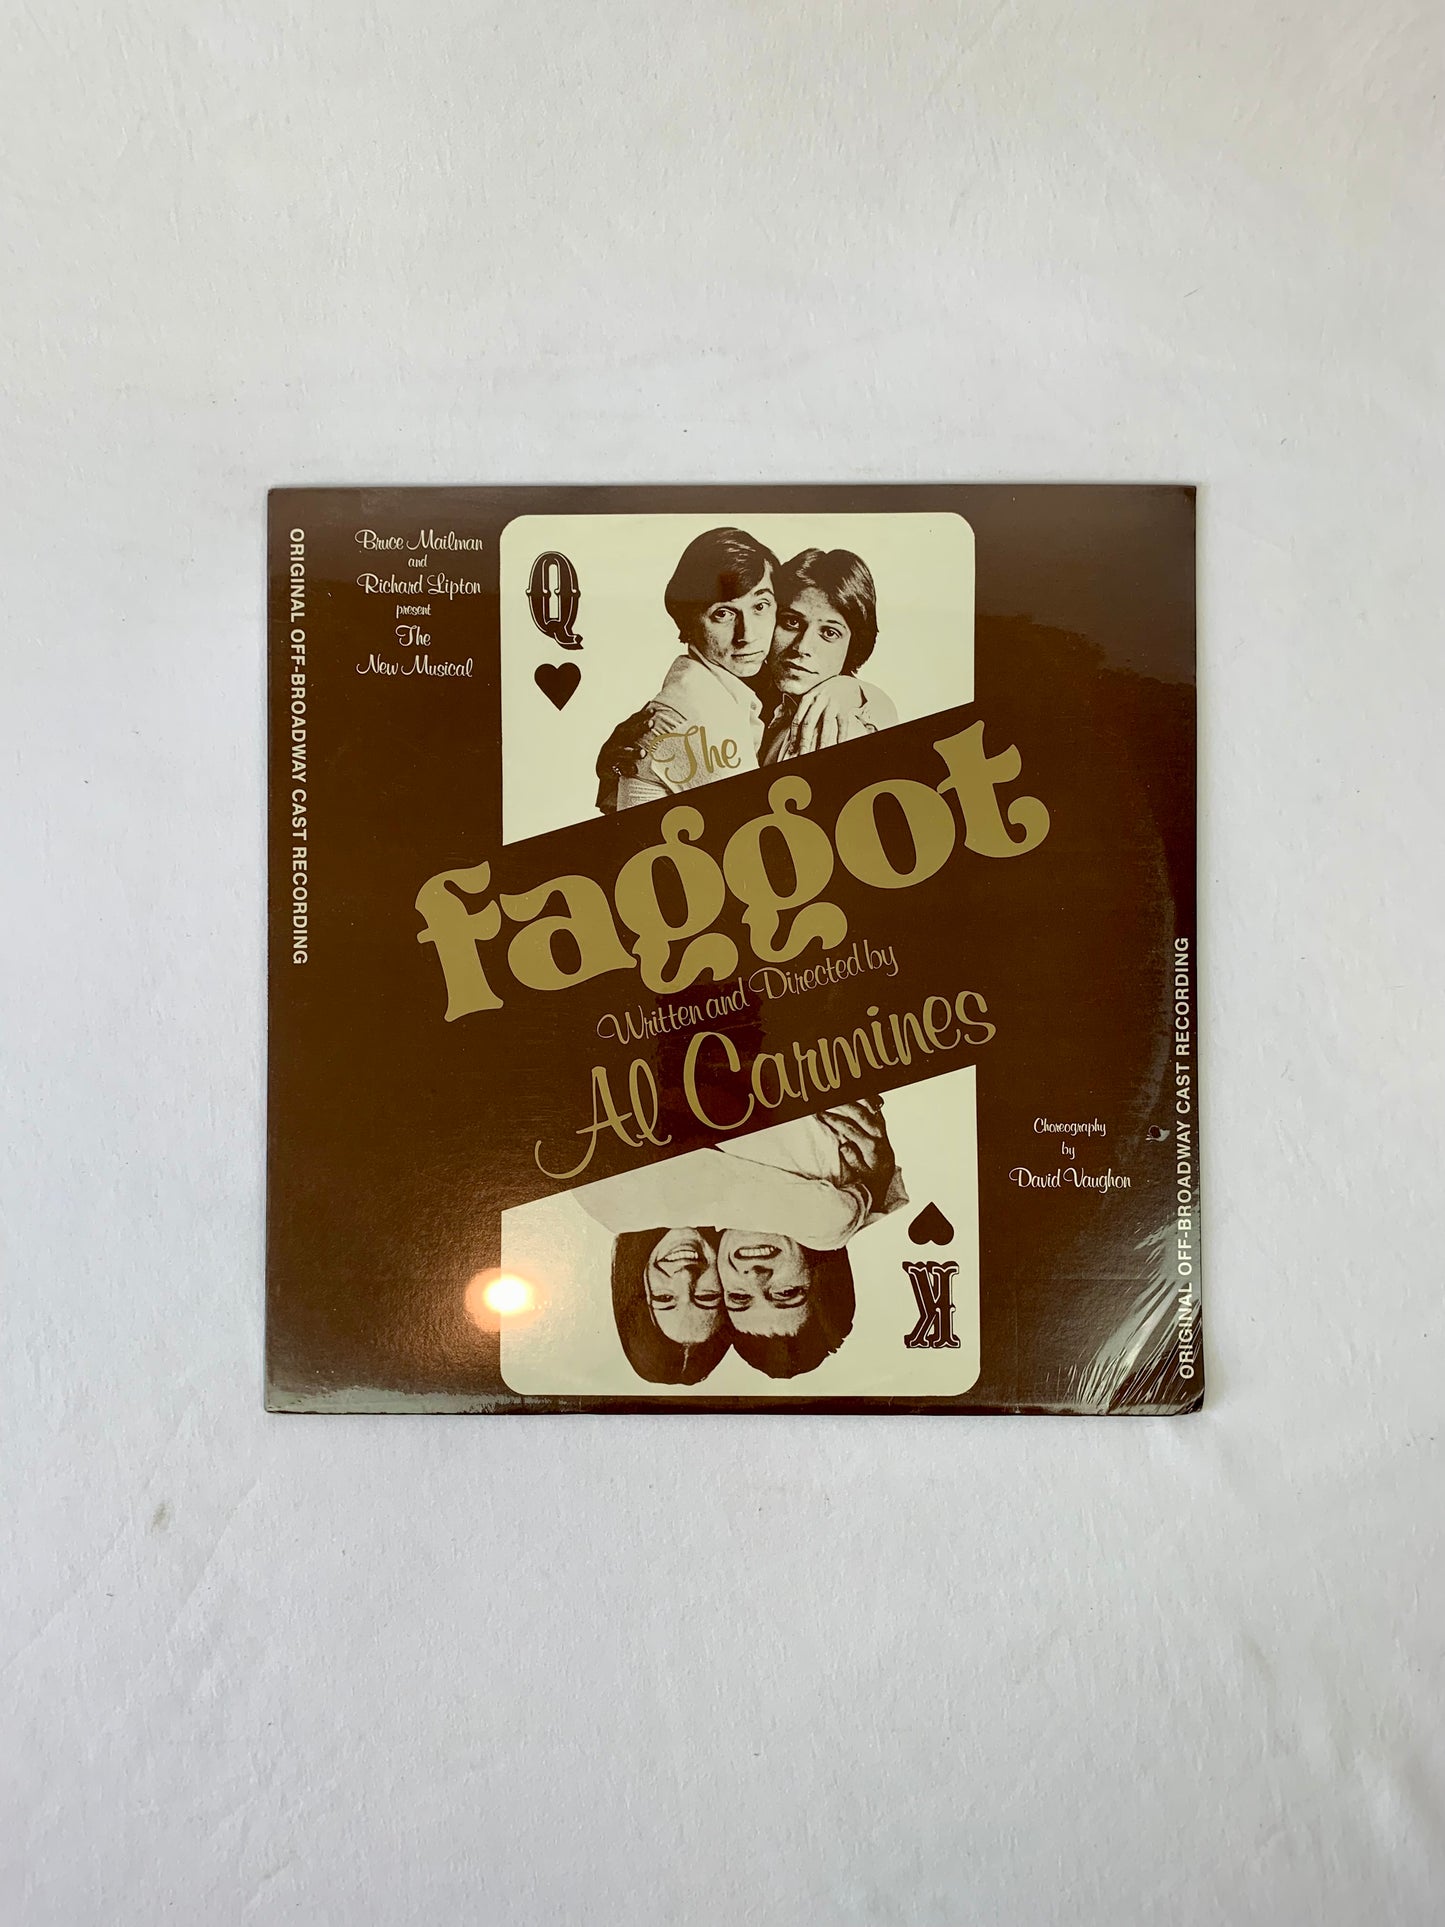 ORIGINAL OFF-BROADWAY CAST RECORDING
Bruce Mailman
and
Richard Lipton
present
The
New Musical
Q
The
faggot
Written and Directed by
Al Carmines
Choreography
by
David Vaughon
K
ORIGINAL OFF-BROADWAY CAST RECORDING